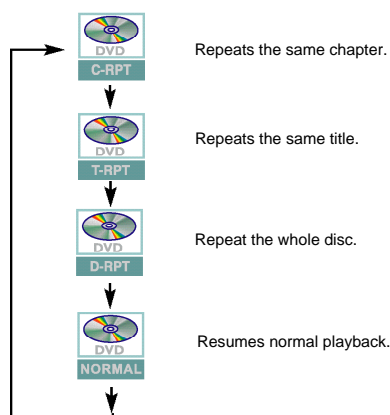 DVD
C-RPT
Repeats the same chapter.
DVD
T-RPT
Repeats the same title.
DVD
D-RPT
Repeat the whole disc.
DVD
NORMAL
Resumes normal playback.